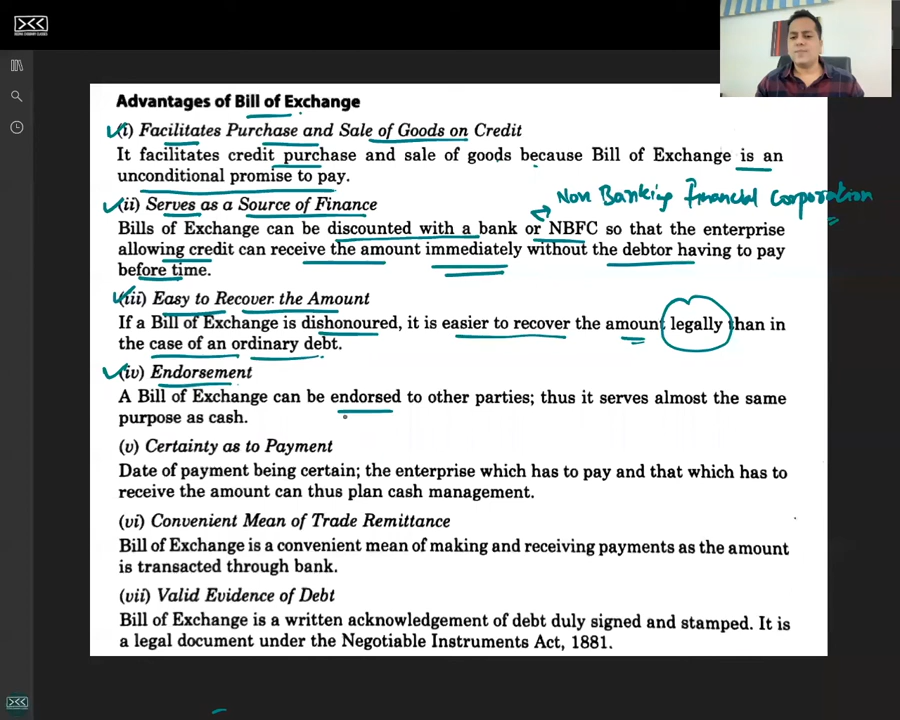 Advantages of Bill of Exchange
(i) Facilitates Purchase and Sale of Goods on Credit
It facilitates credit purchase and sale of goods because Bill of Exchange is an
unconditional promise to pay.
Non Banking financial Corporation
(ii) Serves as a Source of Finance
Bills of Exchange can be discounted with a bank or NBFC so that the enterprise
allowing credit can receive the amount immediately without the debtor having to pay
before time.
(iii) Easy to Recover the Amount
If a Bill of Exchange is dishonoured, it is easier to recover the amount legally than in
the case of an ordinary debt.
(iv) Endorsement
A Bill of Exchange can be endorsed to other parties; thus it serves almost the same
purpose as cash.
(v) Certainty as to Payment
Date of payment being certain; the enterprise which has to pay and that which has to
receive the amount can thus plan cash management.
(vi) Convenient Mean of Trade Remittance
Bill of Exchange is a convenient mean of making and receiving payments as the amount
is transacted through bank.
(vii) Valid Evidence of Debt
Bill of Exchange is a written acknowledgement of debt duly signed and stamped. It is
a legal document under the Negotiable Instruments Act, 1881.